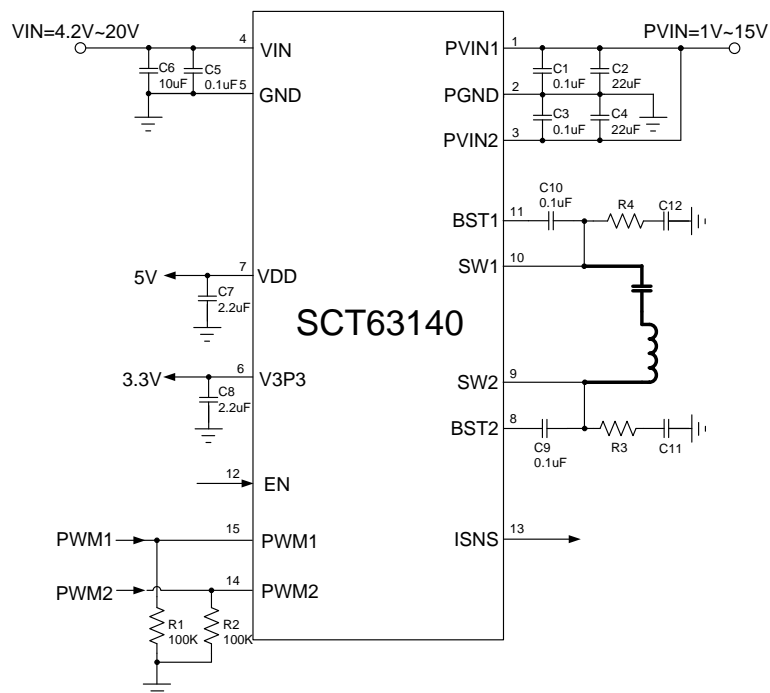 VIN=4.2V~20V
PVIN=1V~15V
4
VIN
PVIN1
1
C6
10uF
C5
0.1uF
C1
0.1uF
C2
22uF
5
GND
PGND
2
C3
0.1uF
C4
22uF
PVIN2
3
C10
0.1uF
R4
C12
BST1
11
SW1
10
5V
7
VDD
C7
2.2uF
SCT63140
3.3V
6
V3P3
C8
2.2uF
SW2
9
BST2
8
C9
0.1uF
R3
C11
12
EN
PWM1
15
PWM1
ISNS
13
PWM2
14
PWM2
R1
100K
R2
100K